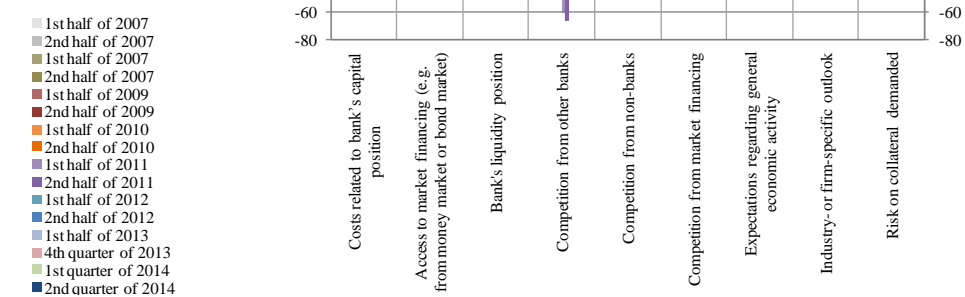 -60
-60
-80
-80
1st half of 2007
2nd half of 2007
1st half of 2007
2nd half of 2007
1st half of 2009
2nd half of 2009
1st half of 2010
2nd half of 2010
1st half of 2011
2nd half of 2011
1st half of 2012
2nd half of 2012
1st half of 2013
4th quarter of 2013
1st quarter of 2014
2nd quarter of 2014
Costs related to bank's capital
position
Access to market financing (e.g.
from money market or bond market)
Bank's liquidity position
Competition from other banks
Competition from non-banks
Competition from market financing
Expectations regarding general
economic activity
Industry- or firm-specific outlook
Risk on collateral demanded